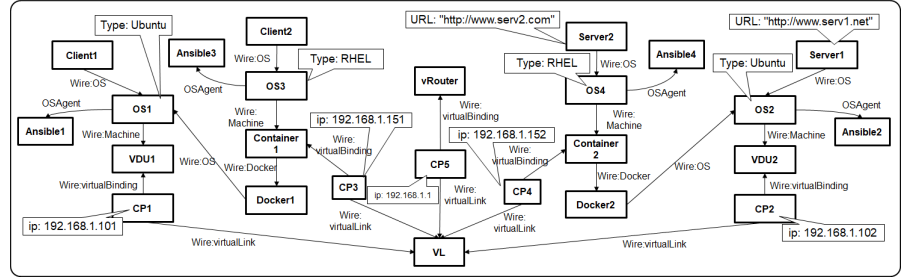 Type: Ubuntu
Client2
URL: "http://www.serv2.com"
URL: "http://www.serv1.net"
Client1
Ansible3
Server2
Ansible4
Server1
Wire:OS
Wire:OS
Type: RHEL
vRouter
Wire:OS
Type: RHEL
Type: Ubuntu
Wire:OS
OS1
OSAgent
OS3
OS4
OSAgent
OS2
OSAgent
OSAgent
Ansible1
Wire:Machine
Wire:
Machine
ip: 192.168.1.151
Wire:
virtualBinding
Wire:
virtualBinding
ip: 192.168.1.152
Wire:
virtualBinding
Wire:
Machine
Wire:Machine
Ansible2
VDU1
Wire:OS
Container
1
Container
2
Wire:OS
VDU2
Wire:virtualBinding
Wire:Docker
CP3
CP5
CP4
Wire:Docker
Wire:virtualBinding
ip: 192.168.1.1
CP1
Docker1
Docker2
CP2
ip: 192.168.1.101
Wire:
virtualLink
Wire:
virtualLink
Wire:
virtualLink
ip: 192.168.1.102
Wire:virtualLink
VL
Wire:virtualLink